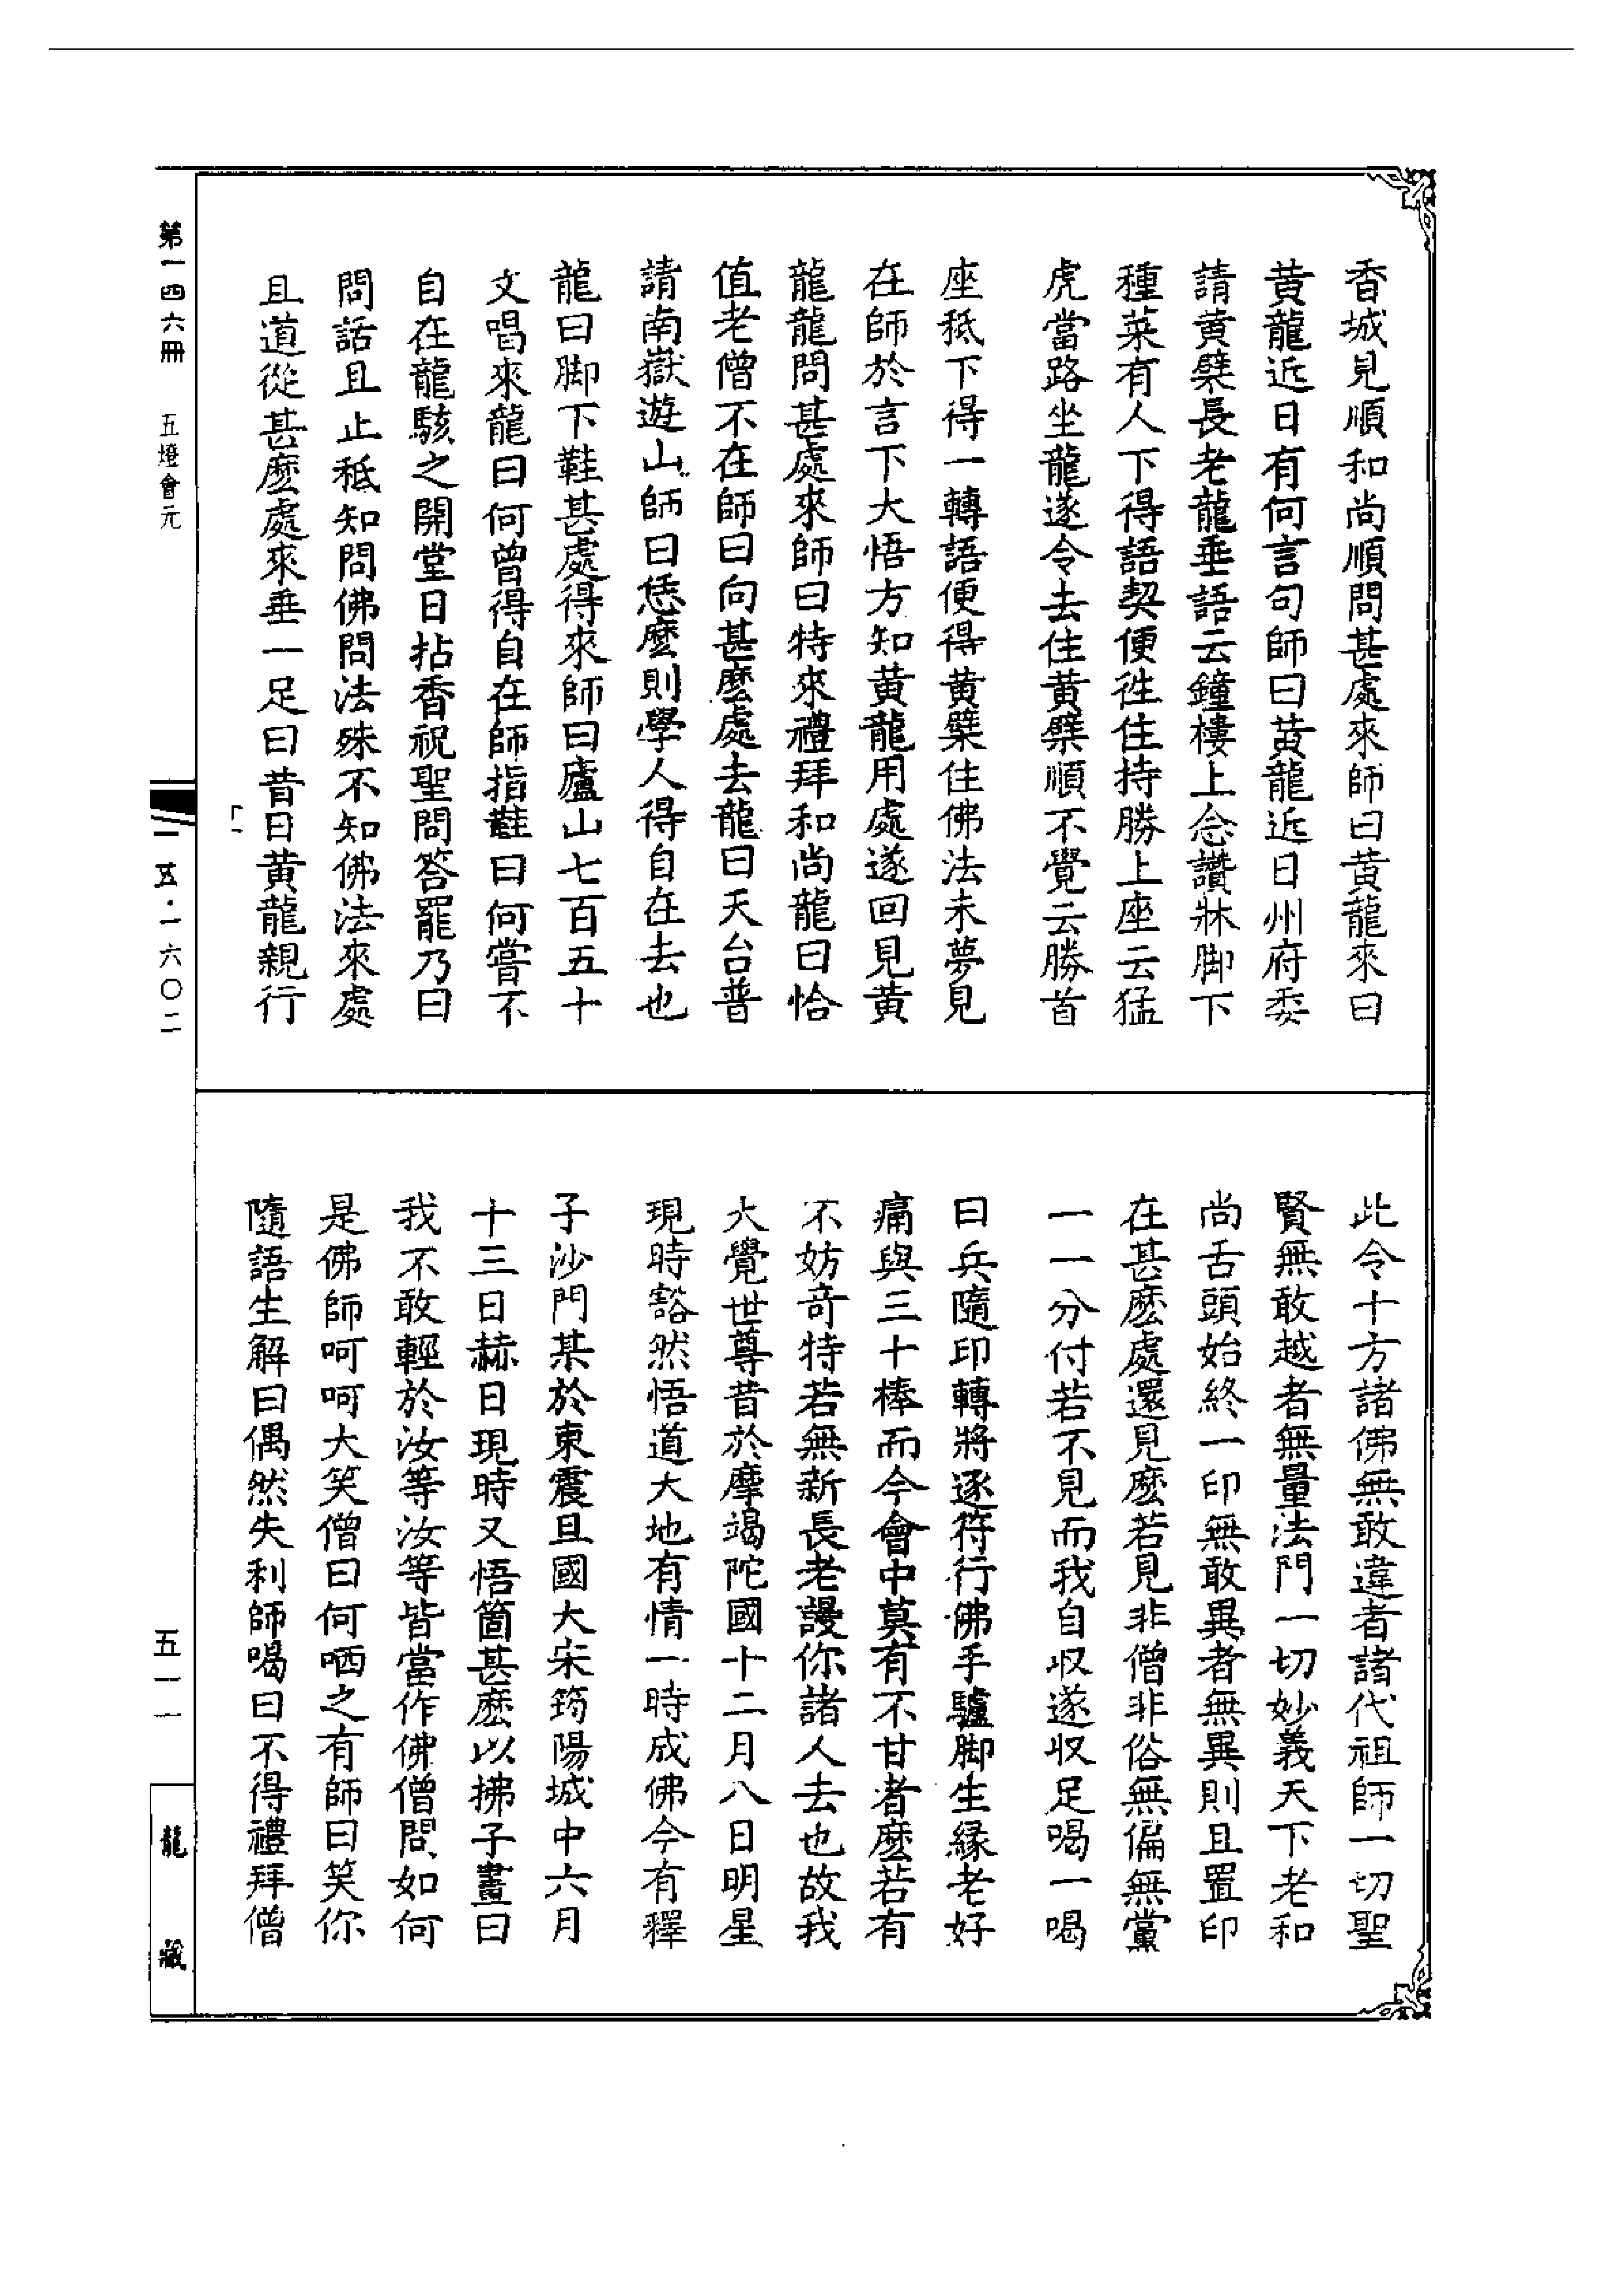 香城見順和尚順問甚處來師曰黃龍來曰
黃龍近日有何言句師曰黃龍近日州府委
請黃檗長老龍垂語云鐘樓上念讚牀脚下
種菜有人下得語契便徃住持勝上座云猛
虎當路坐龍遂令去住黃檗順不覺云勝首
座秖下得一轉語便得黃檗住佛法未夢見
在師於言下大悟方知黃龍用處遂回見黃
龍龍問甚處來師曰特來禮拜和尚龍曰恰
值老僧不在師曰向甚麽處去龍曰天台普
請南嶽遊山師曰恁麽則學人得自在去也
龍曰脚下鞋甚處得來師曰廬山七百五十
文唱來龍曰何曾得自在師指鞋曰何嘗不
自在龍駭之開堂日拈香祝聖問答罷乃曰
問話且止秖知問佛問法殊不知佛法來處
且道從甚麽處來垂一足曰昔日黃龍親行
此令十方諸佛無敢違者諸代祖師一切聖
賢無敢越者無量法門一切妙義天下老和
尚舌頭始終一印無敢異者無異則且置印
在甚麽處還見麽若見非僧非俗無偏無黨
一一分付若不見而我自収遂収足喝一喝
曰兵隨印轉將逐符行佛手驢脚生緣老好
痛與三十棒而今會中莫有不甘者麽若有
不妨奇特若無新長老謾你諸人去也故我
大覺世尊昔於摩竭陀國十二月八日明星
現時豁然悟道大地有情一時成佛今有釋
子沙門某於東震旦國大宋筠陽城中六月
十三日赫日現時又悟箇甚麽以拂子畫曰
我不敢輕於汝等汝等皆當作佛僧問如何
是佛師呵呵大笑僧曰何哂之有師曰笑你
隨語生解曰偶然失利師喝曰不得禮拜僧
第一四六冊 五燈會元
一五·一六〇二
五一一
龍藏